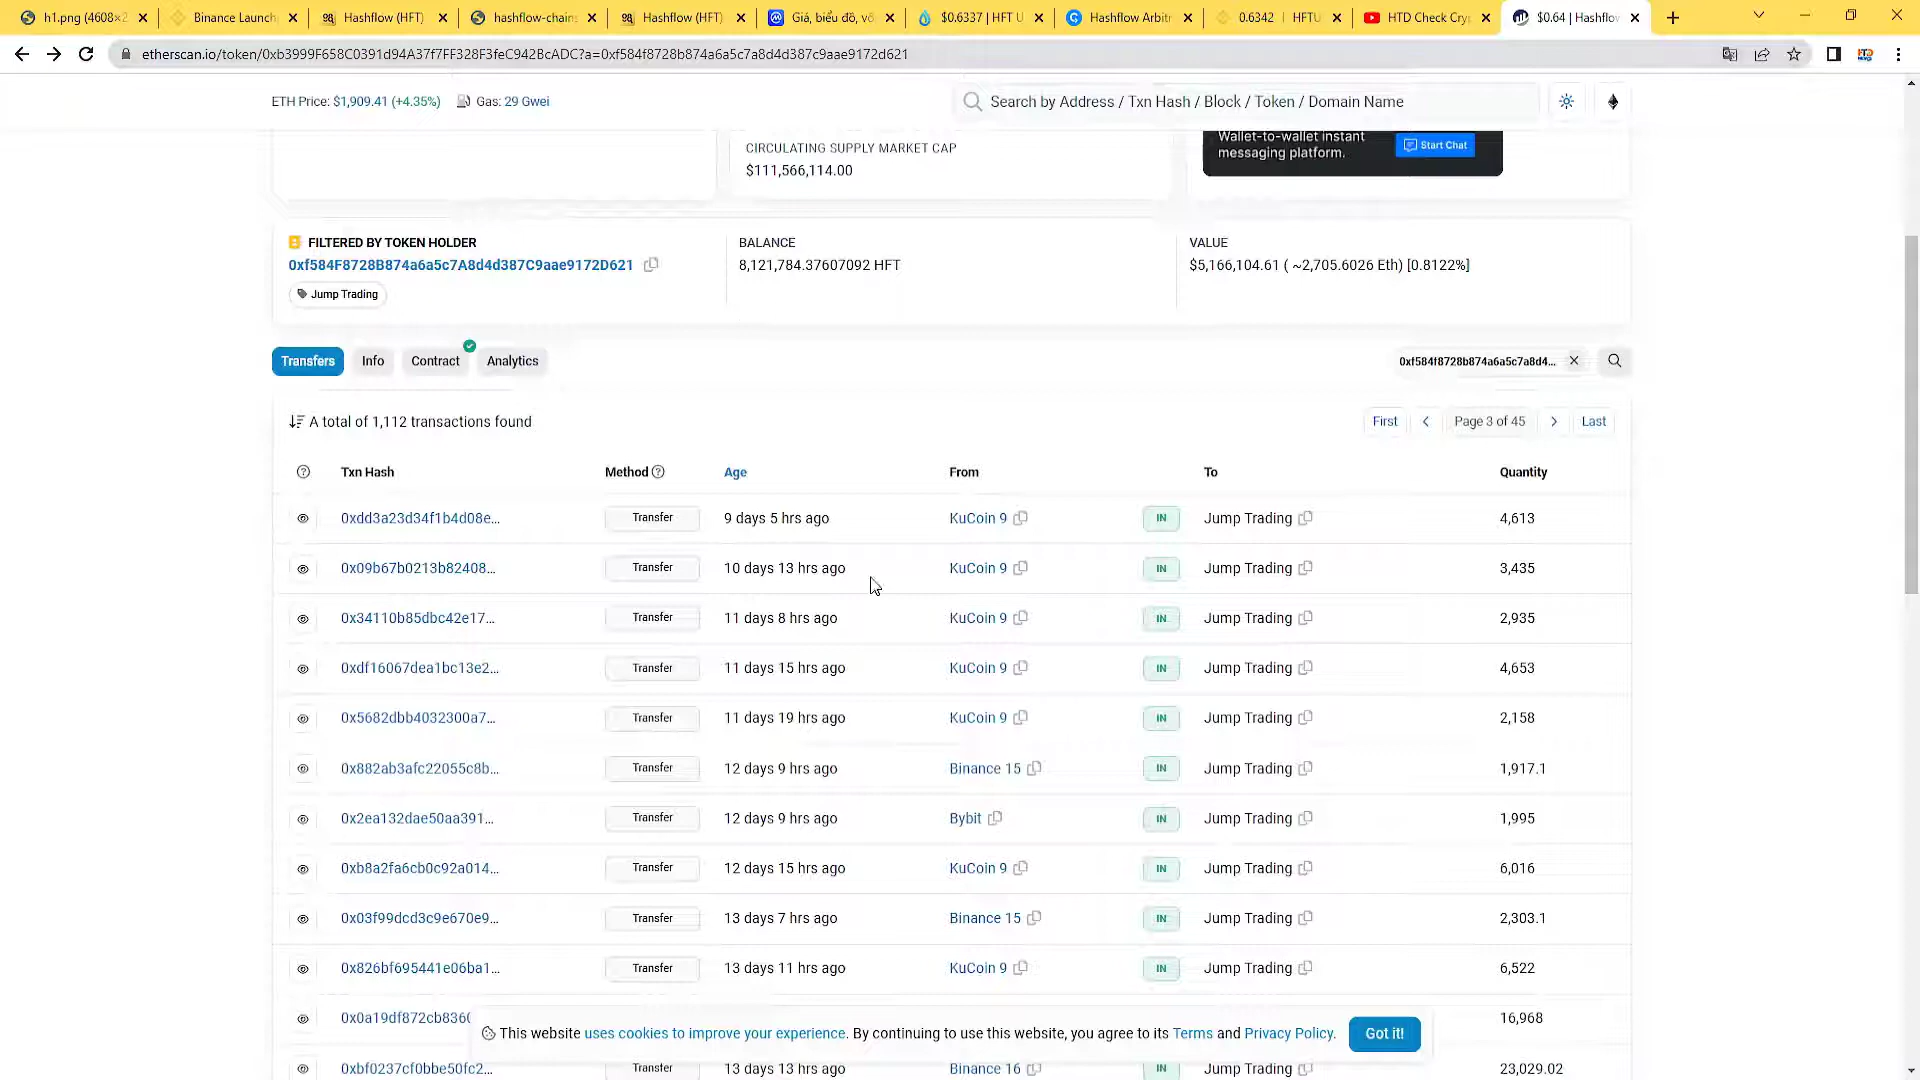 h1.png (4608×2
Binance Launch
Hashflow (HFT)
hashflow-chain
Hashflow (HFT)
Giá, biểu đồ, vố
$0.6337 | HFT U
Hashflow Arbitr
0.6342 | HFTU
HTD Check Cry
$0.64 | Hashflow
etherscan.io/token/0xb3999F658C0391d94A37f7FF328F3feC942BcADC?a=0xf584f8728b874a6a5c7a8d4d387c9aae9172d621
ETH Price: $1,909.41 (+4.35%) Gas: 29 Gwei
Search by Address / Txn Hash / Block / Token / Domain Name
CIRCULATING SUPPLY MARKET CAP
$111,566,114.00
Wallet-to-wallet instant
messaging platform.
Start Chat
FILTERED BY TOKEN HOLDER
0xf584F8728B874a6a5c7A8d4d387C9aae9172D621
Jump Trading
BALANCE
8,121,784.37607092 HFT
VALUE
$5,166,104.61 ( ~2,705.6026 Eth) [0.8122%]
Transfers Info Contract Analytics
0xf584f8728b874a6a5c7a8d4...
A total of 1,112 transactions found
First Page 3 of 45 Last
Txn Hash Method Age From To Quantity
0xdd3a23d34f1b4d08e... Transfer 9 days 5 hrs ago KuCoin 9 IN Jump Trading 4,613
0x09b67b0213b82408... Transfer 10 days 13 hrs ago KuCoin 9 IN Jump Trading 3,435
0x34110b85dbc42e17... Transfer 11 days 8 hrs ago KuCoin 9 IN Jump Trading 2,935
0xdf16067dea1bc13e2... Transfer 11 days 15 hrs ago KuCoin 9 IN Jump Trading 4,653
0x5682dbb4032300a7... Transfer 11 days 19 hrs ago KuCoin 9 IN Jump Trading 2,158
0x882ab3afc22055c8b... Transfer 12 days 9 hrs ago Binance 15 IN Jump Trading 1,917.1
0x2ea132dae50aa391... Transfer 12 days 9 hrs ago Bybit IN Jump Trading 1,995
0xb8a2fa6cb0c92a014... Transfer 12 days 15 hrs ago KuCoin 9 IN Jump Trading 6,016
0x03f99dcd3c9e670e9... Transfer 13 days 7 hrs ago Binance 15 IN Jump Trading 2,303.1
0x826bf695441e06ba1... Transfer 13 days 11 hrs ago KuCoin 9 IN Jump Trading 6,522
0x0a19df872cb8360 16,968
This website uses cookies to improve your experience. By continuing to use this website, you agree to its Terms and Privacy Policy. Got it!
0xbf0237cf0bbe50fc2... Transfer 13 days 13 hrs ago Binance 16 IN Jump Trading 23,029.02